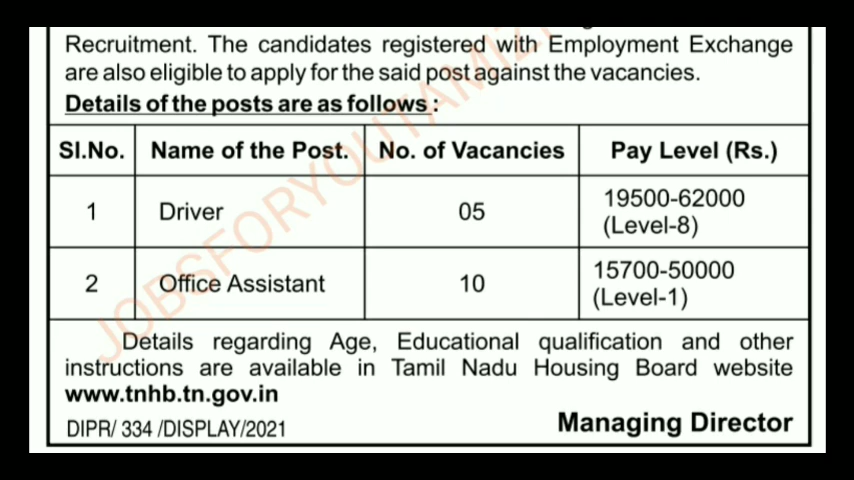 Recruitment. The candidates registered with Employment Exchange
are also eligible to apply for the said post against the vacancies.
Details of the posts are as follows :
Sl.No. Name of the Post. No. of Vacancies Pay Level (Rs.)
1 Driver 05 19500-62000
(Level-8)
2 Office Assistant 10 15700-50000
(Level-1)
Details regarding Age, Educational qualification and other
instructions are available in Tamil Nadu Housing Board website
www.tnhb.tn.gov.in
DIPR/ 334 /DISPLAY/2021 Managing Director
JOBSFORYOUTAMIZHA